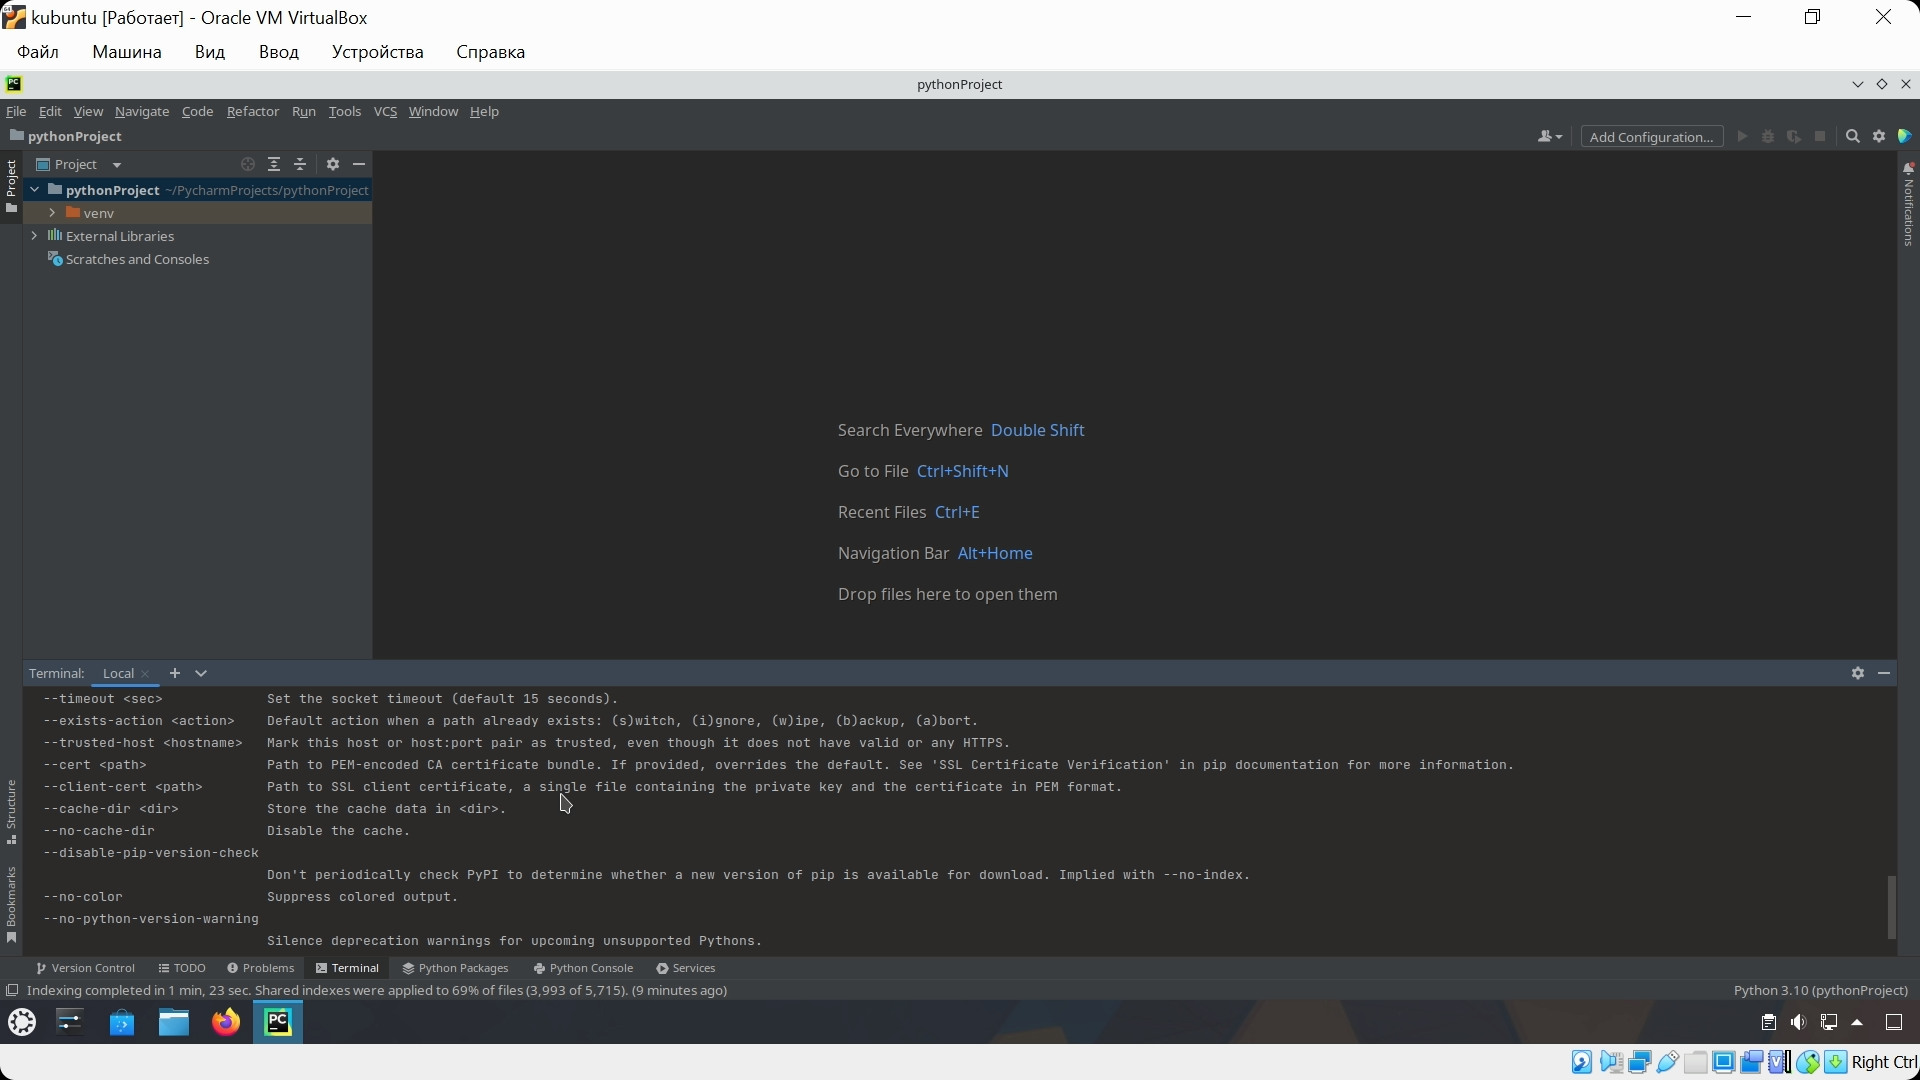 kubuntu [Работает] - Oracle VM VirtualBox
Файл Машина Вид Ввод Устройства Справка
pythonProject
File Edit View Navigate Code Refactor Run Tools VCS Window Help
pythonProject
Add Configuration...
Project
Project
Notifications
pythonProject ~/PycharmProjects/pythonProject
venv
External Libraries
Scratches and Consoles
Search Everywhere Double Shift
Go to File Ctrl+Shift+N
Recent Files Ctrl+E
Navigation Bar Alt+Home
Drop files here to open them
Terminal: Local
--timeout <sec> Set the socket timeout (default 15 seconds).
--exists-action <action> Default action when a path already exists: (s)witch, (i)gnore, (w)ipe, (b)ackup, (a)bort.
--trusted-host <hostname> Mark this host or host:port pair as trusted, even though it does not have valid or any HTTPS.
--cert <path> Path to PEM-encoded CA certificate bundle. If provided, overrides the default. See 'SSL Certificate Verification' in pip documentation for more information.
--client-cert <path> Path to SSL client certificate, a single file containing the private key and the certificate in PEM format.
--cache-dir <dir> Store the cache data in <dir>.
--no-cache-dir Disable the cache.
--disable-pip-version-check
Don't periodically check PyPI to determine whether a new version of pip is available for download. Implied with --no-index.
--no-color Suppress colored output.
--no-python-version-warning
Silence deprecation warnings for upcoming unsupported Pythons.
Structure
Bookmarks
Version Control TODO Problems Terminal Python Packages Python Console Services
Indexing completed in 1 min, 23 sec. Shared indexes were applied to 69% of files (3,993 of 5,715). (9 minutes ago)
Python 3.10 (pythonProject)
PC
Right Ctrl